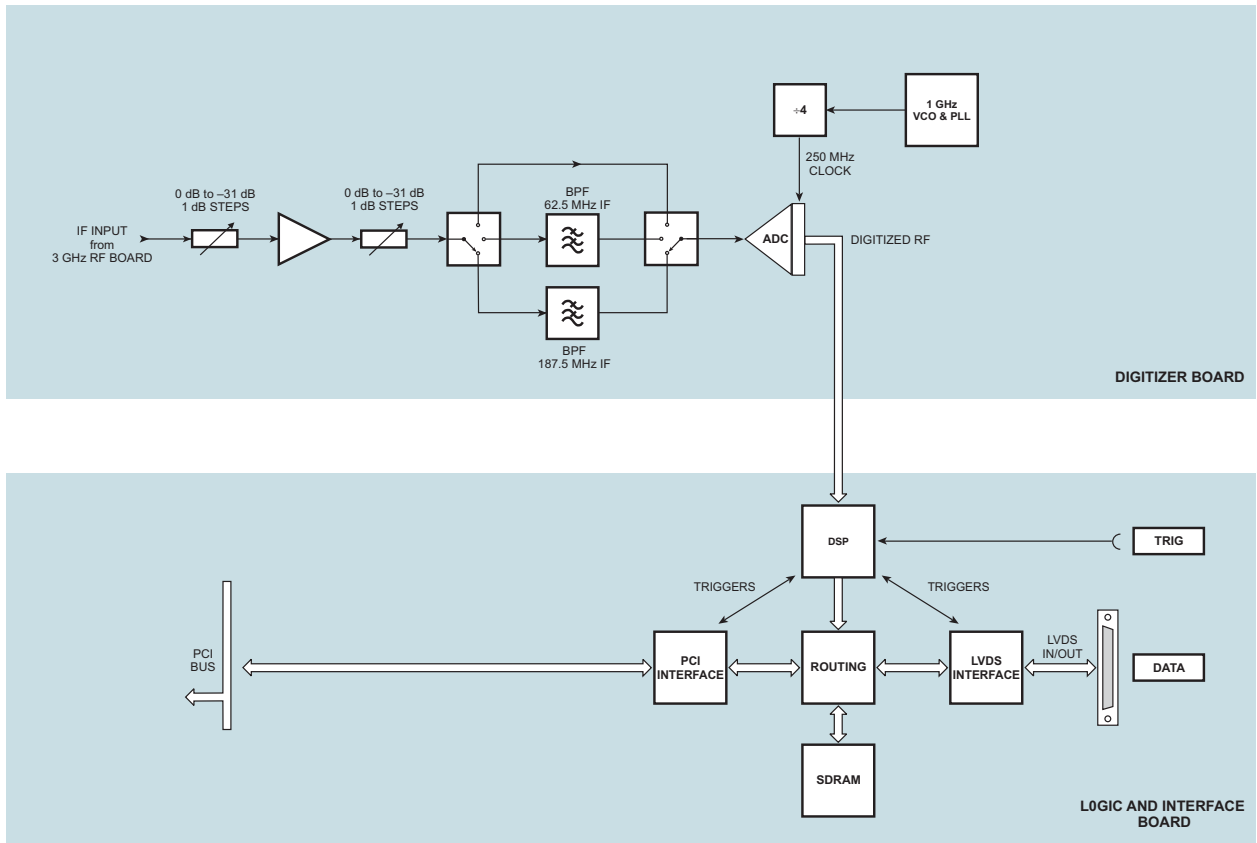 ÷4
1 GHz
VCO & PLL
250 MHz
CLOCK
0 dB to –31 dB
1 dB STEPS
0 dB to –31 dB
1 dB STEPS
BPF
62.5 MHz IF
IF INPUT
from
3 GHz RF BOARD
ADC
DIGITIZED RF
BPF
187.5 MHz IF
DIGITIZER BOARD
DSP
TRIG
TRIGGERS
TRIGGERS
PCI
BUS
PCI
INTERFACE
ROUTING
LVDS
INTERFACE
LVDS
IN/OUT
DATA
SDRAM
L0GIC AND INTERFACE
BOARD